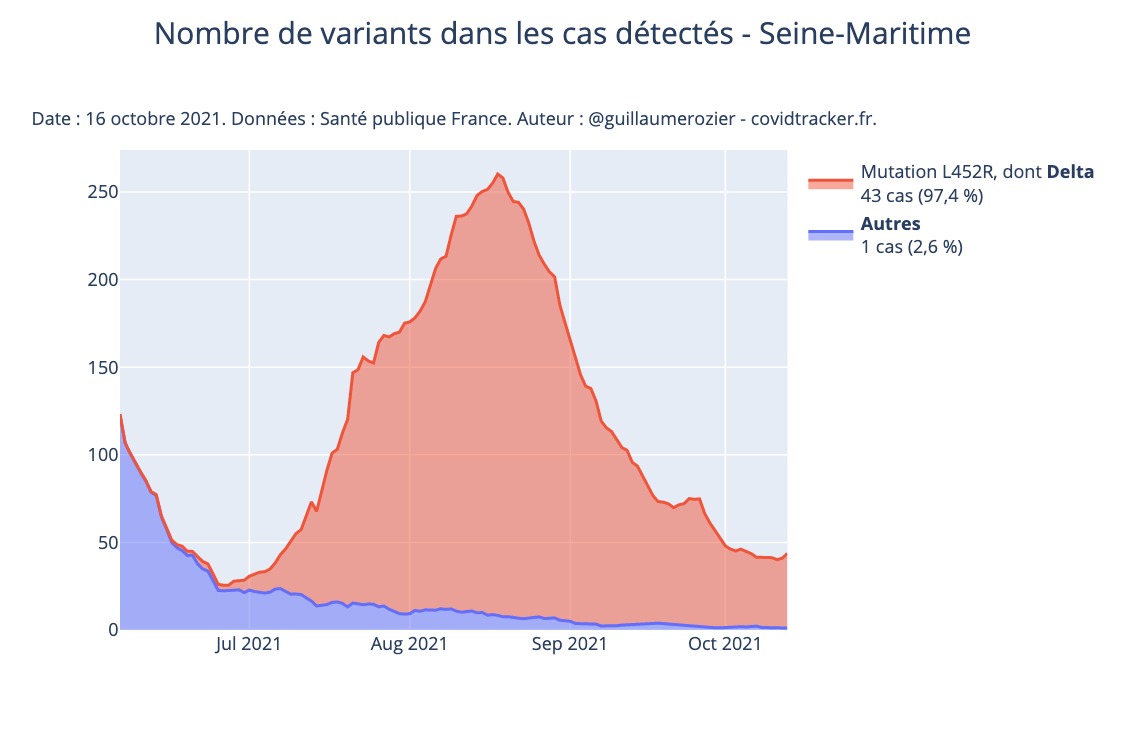 Nombre de variants dans les cas détectés - Seine-Maritime
Date : 16 octobre 2021. Données : Santé publique France. Auteur : @guillaumerozier - covidtracker.fr.
Mutation L452R, dont Delta
43 cas (97,4 %)
Autres
1 cas (2,6 %)
250
200
150
100
50
0
Jul 2021
Aug 2021
Sep 2021
Oct 2021